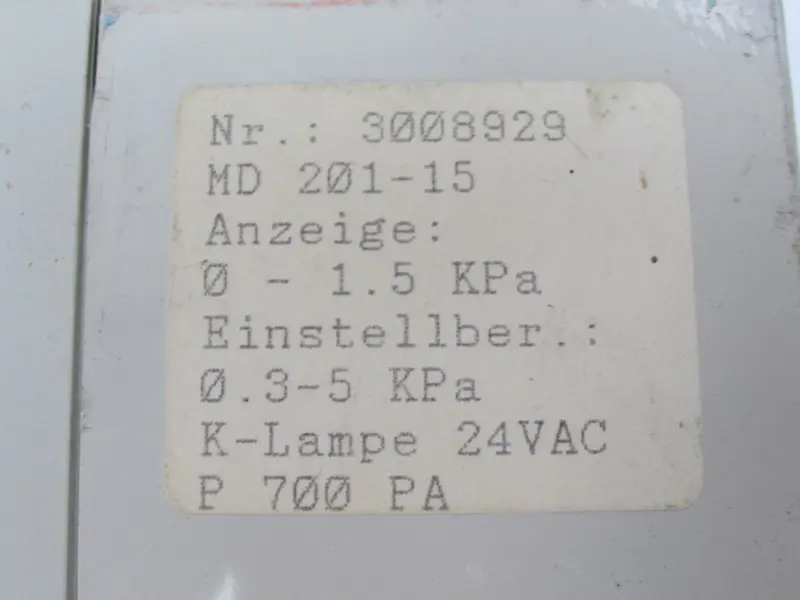 Nr.: 3008929
MD 201-15
Anzeige:
0 - 1.5 KPa
Einstellber.:
0.3-5 KPa
K-Lampe 24VAC
P 700 PA